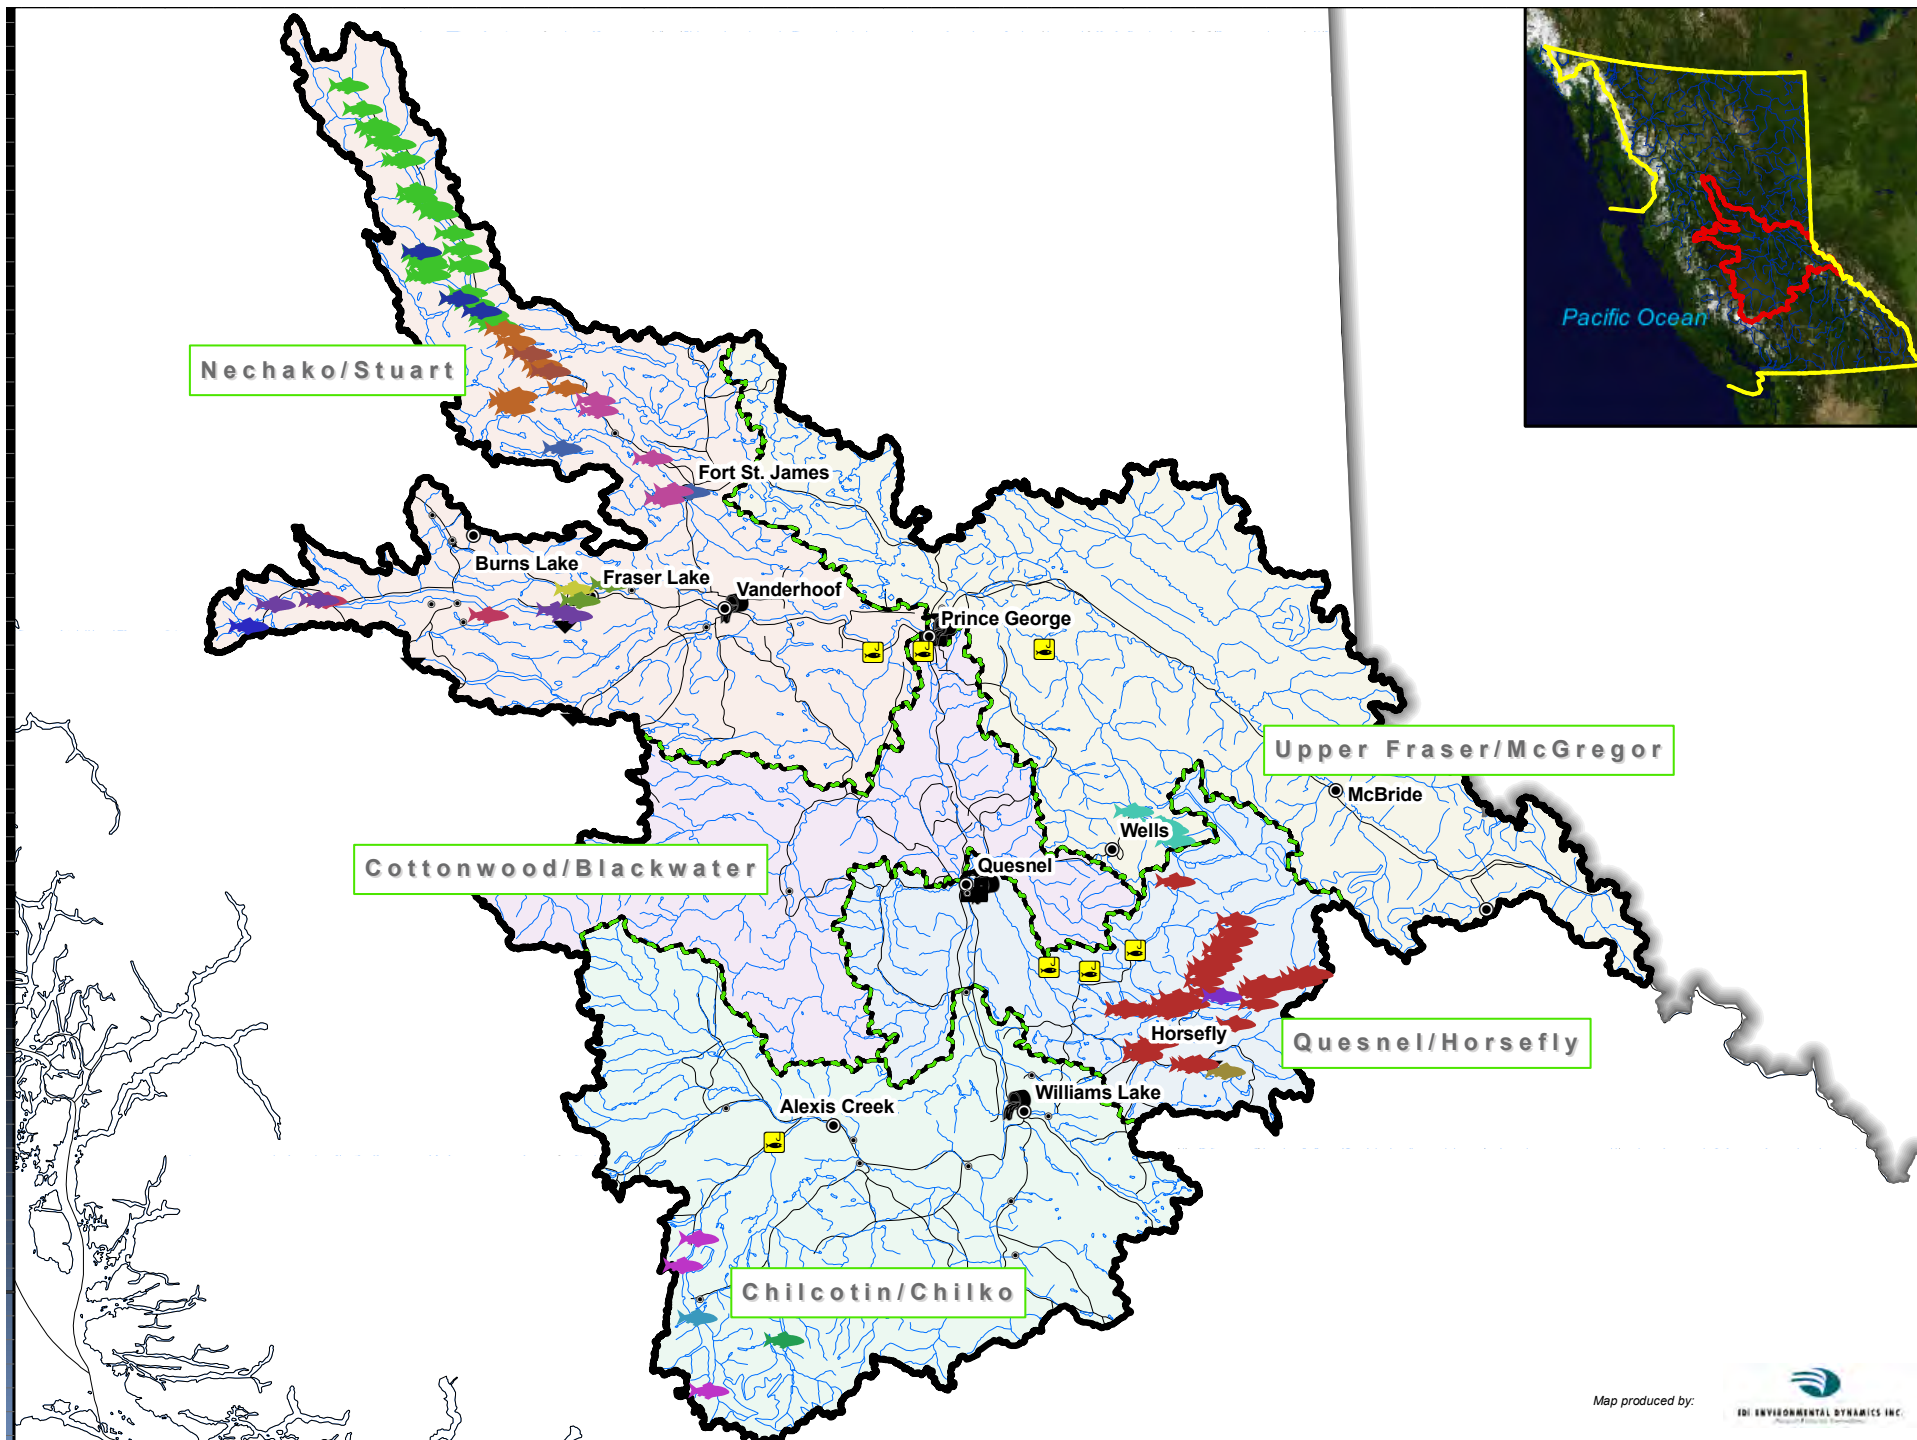 Pacific Ocean
Nechako/Stuart
Fort St. James
Burns Lake
Fraser Lake
Vanderhoof
Prince George
Upper Fraser/McGregor
McBride
Wells
Cottonwood/Blackwater
Quesnel
Horsefly
Quesnel/Horsefly
Williams Lake
Alexis Creek
Chilcotin/Chilko
Map produced by:
EDI ENVIRONMENTAL DYNAMICS INC.